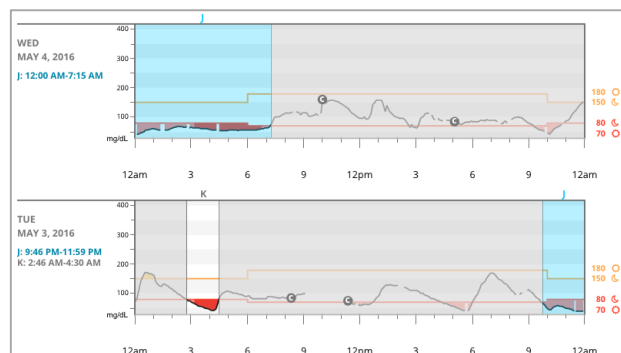 J
WED
MAY 4, 2016
J: 12:00 AM-7:15 AM
400
300
200
100
mg/dL
C
C
180
150
80
70
12am
3
6
9
12pm
3
6
9
12am
K
J
TUE
MAY 3, 2016
J: 9:46 PM-11:59 PM
K: 2:46 AM-4:30 AM
400
300
200
100
mg/dL
C
C
180
150
80
70
12am
3
6
9
12pm
3
6
9
12am